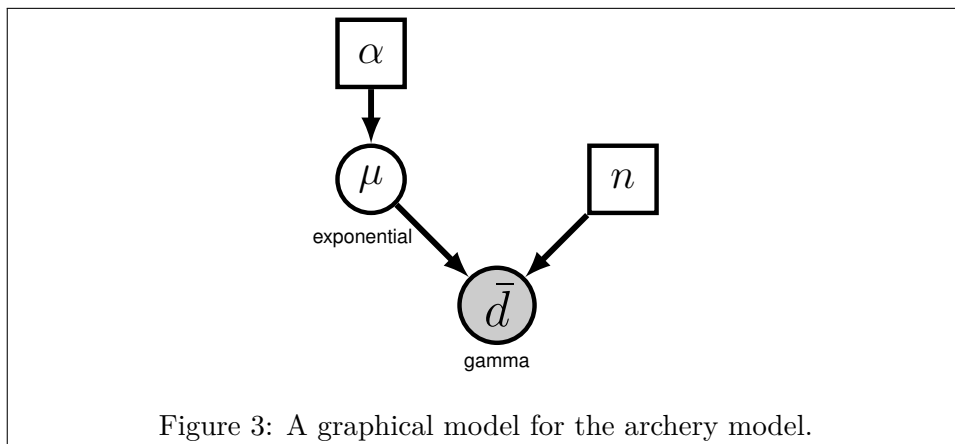 α
μ
n
exponential
d̄
gamma
Figure 3: A graphical model for the archery model.